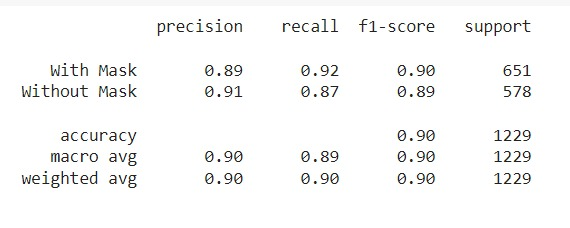 precision recall f1-score support
With Mask 0.89 0.92 0.90 651
Without Mask 0.91 0.87 0.89 578
accuracy 0.90 1229
macro avg 0.90 0.89 0.90 1229
weighted avg 0.90 0.90 0.90 1229